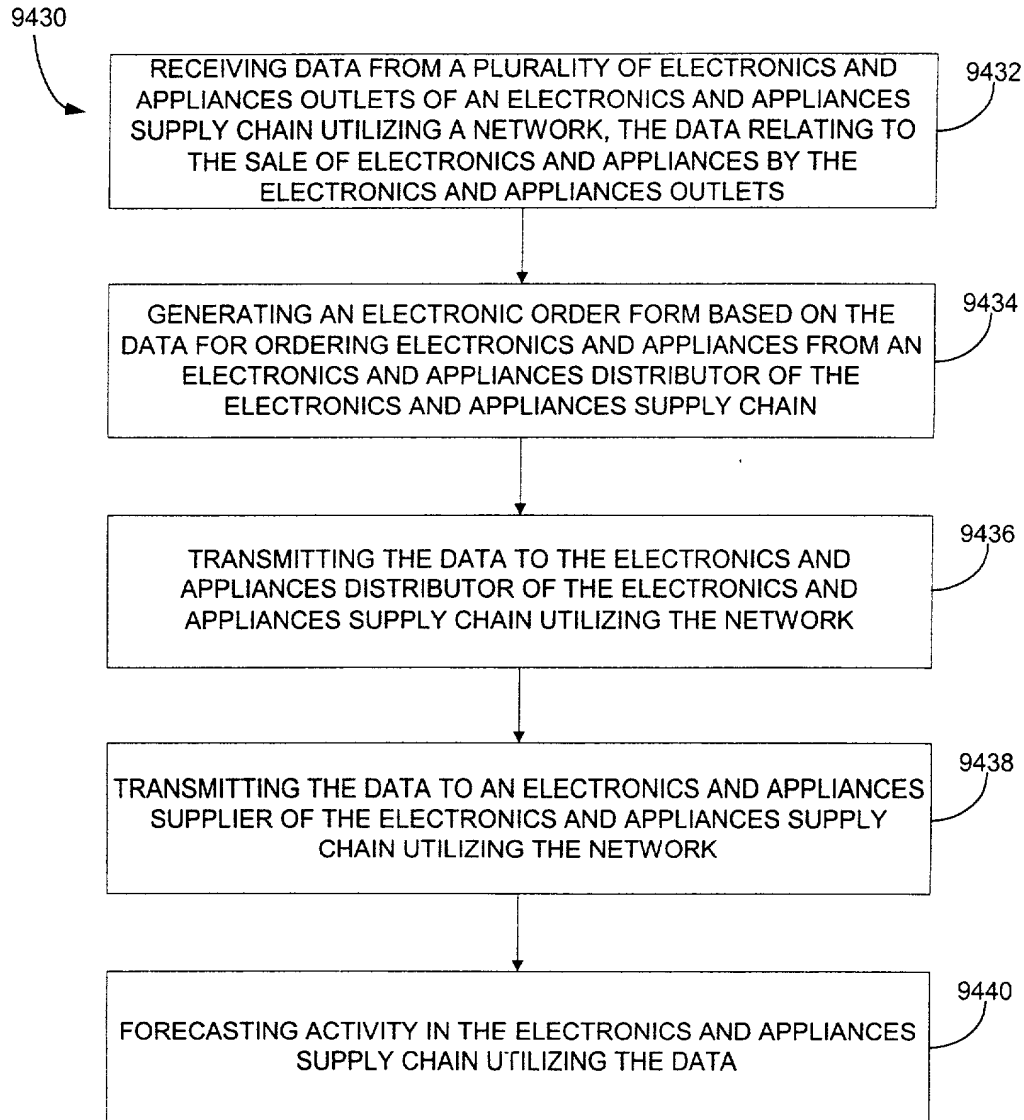 9430
RECEIVING DATA FROM A PLURALITY OF ELECTRONICS AND
APPLIANCES OUTLETS OF AN ELECTRONICS AND APPLIANCES
SUPPLY CHAIN UTILIZING A NETWORK, THE DATA RELATING TO
THE SALE OF ELECTRONICS AND APPLIANCES BY THE
ELECTRONICS AND APPLIANCES OUTLETS
9432
GENERATING AN ELECTRONIC ORDER FORM BASED ON THE
DATA FOR ORDERING ELECTRONICS AND APPLIANCES FROM AN
ELECTRONICS AND APPLIANCES DISTRIBUTOR OF THE
ELECTRONICS AND APPLIANCES SUPPLY CHAIN
9434
TRANSMITTING THE DATA TO THE ELECTRONICS AND
APPLIANCES DISTRIBUTOR OF THE ELECTRONICS AND
APPLIANCES SUPPLY CHAIN UTILIZING THE NETWORK
9436
TRANSMITTING THE DATA TO AN ELECTRONICS AND APPLIANCES
SUPPLIER OF THE ELECTRONICS AND APPLIANCES SUPPLY
CHAIN UTILIZING THE NETWORK
9438
FORECASTING ACTIVITY IN THE ELECTRONICS AND APPLIANCES
SUPPLY CHAIN UTILIZING THE DATA
9440